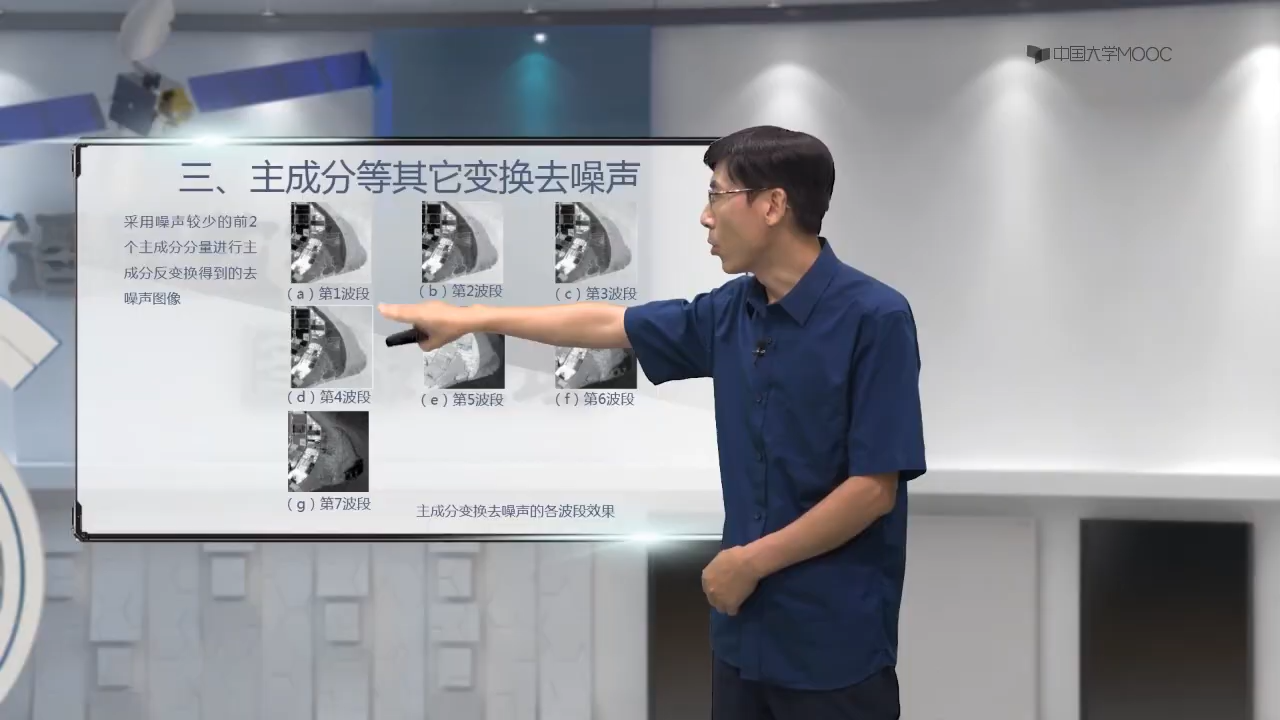 中国大学MOOC
三、主成分等其它变换去噪声
采用噪声较少的前2
个主成分分量进行主
成分反变换得到的去
噪声图像
（a）第1波段
（b）第2波段
（c）第3波段
（d）第4波段
（e）第5波段
（f）第6波段
（g）第7波段
主成分变换去噪声的各波段效果